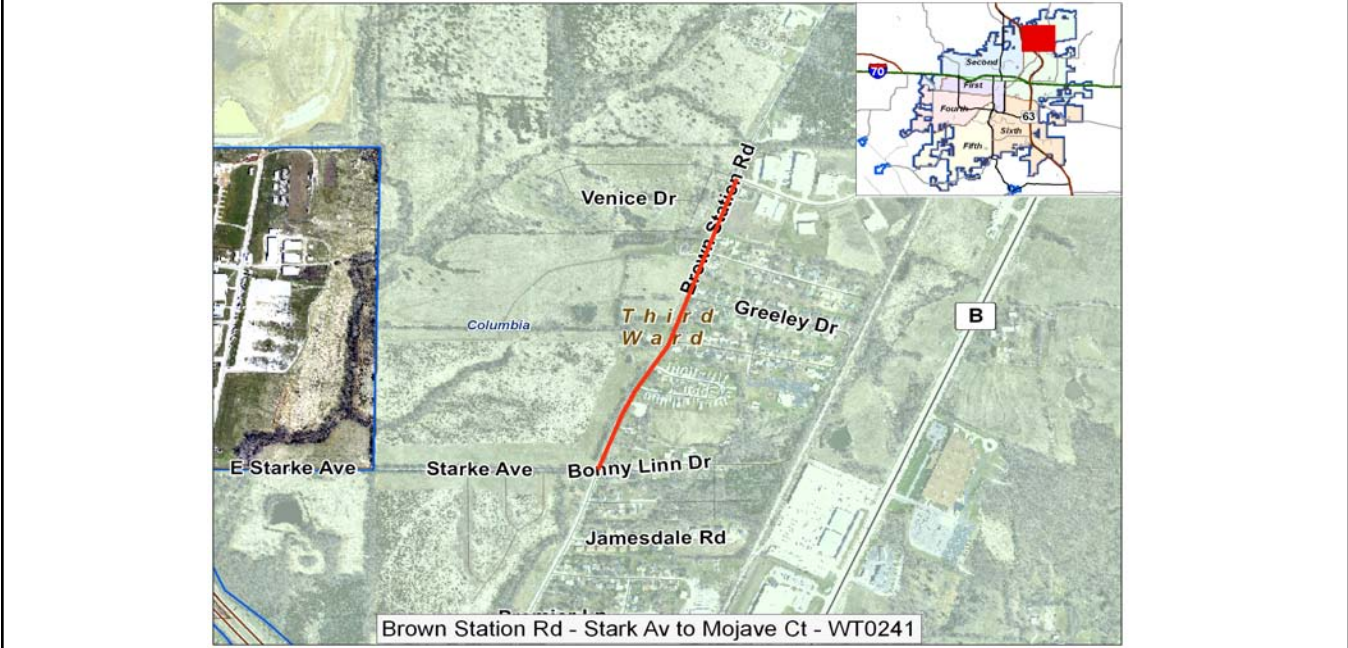 Second
70
First
Fourth
63
Sixth
Fifth
Brown Station Rd
Venice Dr
Greeley Dr
Third
Ward
B
Columbia
E Starke Ave
Starke Ave
Bonny Linn Dr
Jamesdale Rd
Brown Station Rd - Stark Av to Mojave Ct - WT0241